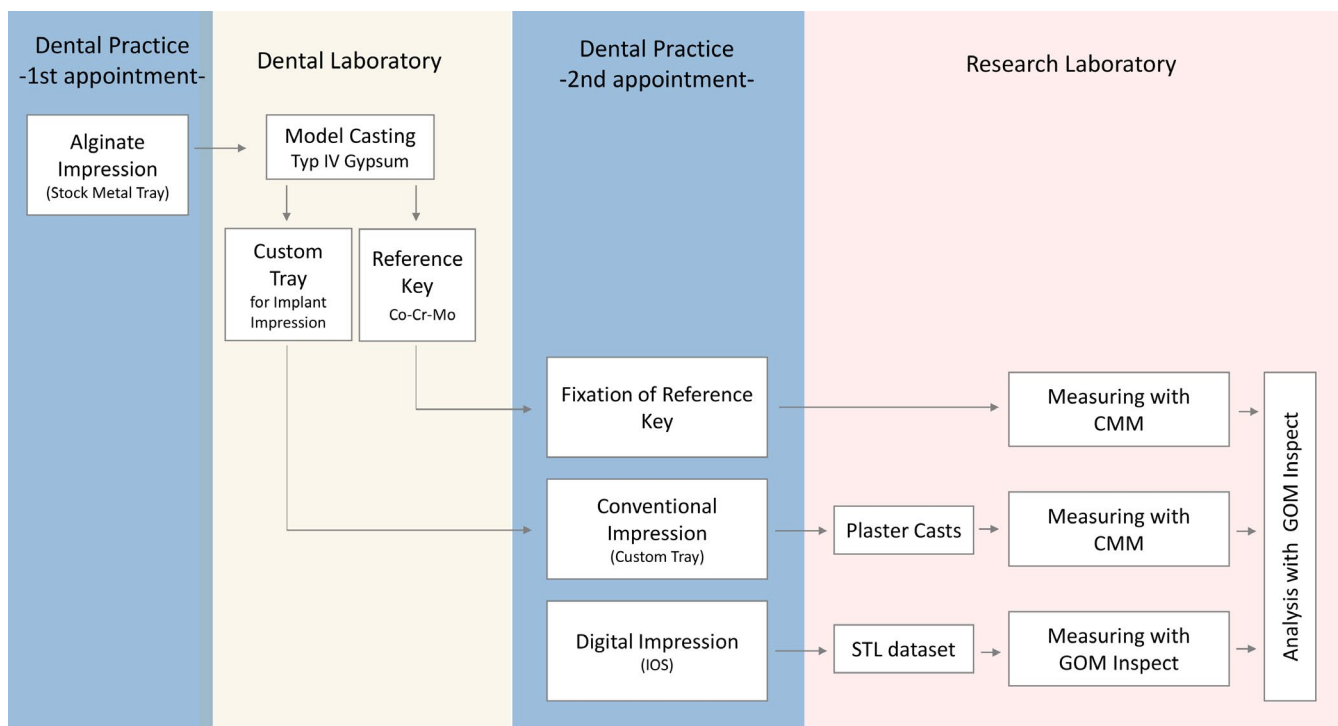 Dental Practice
-1st appointment-
Dental Laboratory
Dental Practice
-2nd appointment-
Research Laboratory
Alginate
Impression
(Stock Metal Tray)
Model Casting
Typ IV Gypsum
Custom
Tray
for Implant
Impression
Reference
Key
Co-Cr-Mo
Fixation of Reference
Key
Measuring with
CMM
Conventional
Impression
(Custom Tray)
Plaster Casts
Measuring with
CMM
Digital Impression
(IOS)
STL dataset
Measuring with
GOM Inspect
Analysis with GOM Inspect